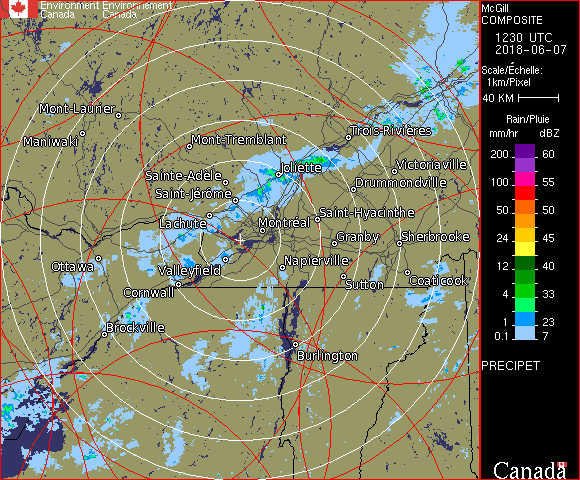 Environment Environnement
Canada Canada
McGill
COMPOSITE
1230 UTC
2018-06-07
Scale/Échelle:
1km/Pixel
40 KM
Rain/Pluie
mm/hr dBZ
200 60
100 55
50 50
24 45
12 40
4 33
1 23
0.1 7
PRECIPET
Canada
Mont-Laurier
Maniwaki
Mont-Tremblant
Trois-Rivières
Sainte-Adèle
Joliette
Victoriaville
Saint-Jérôme
Drummondville
Lachute
Montréal
Saint-Hyacinthe
Granby
Sherbrooke
Ottawa
Valleyfield
Napierville
Cornwall
Sutton
Coaticook
Brockville
Burlington